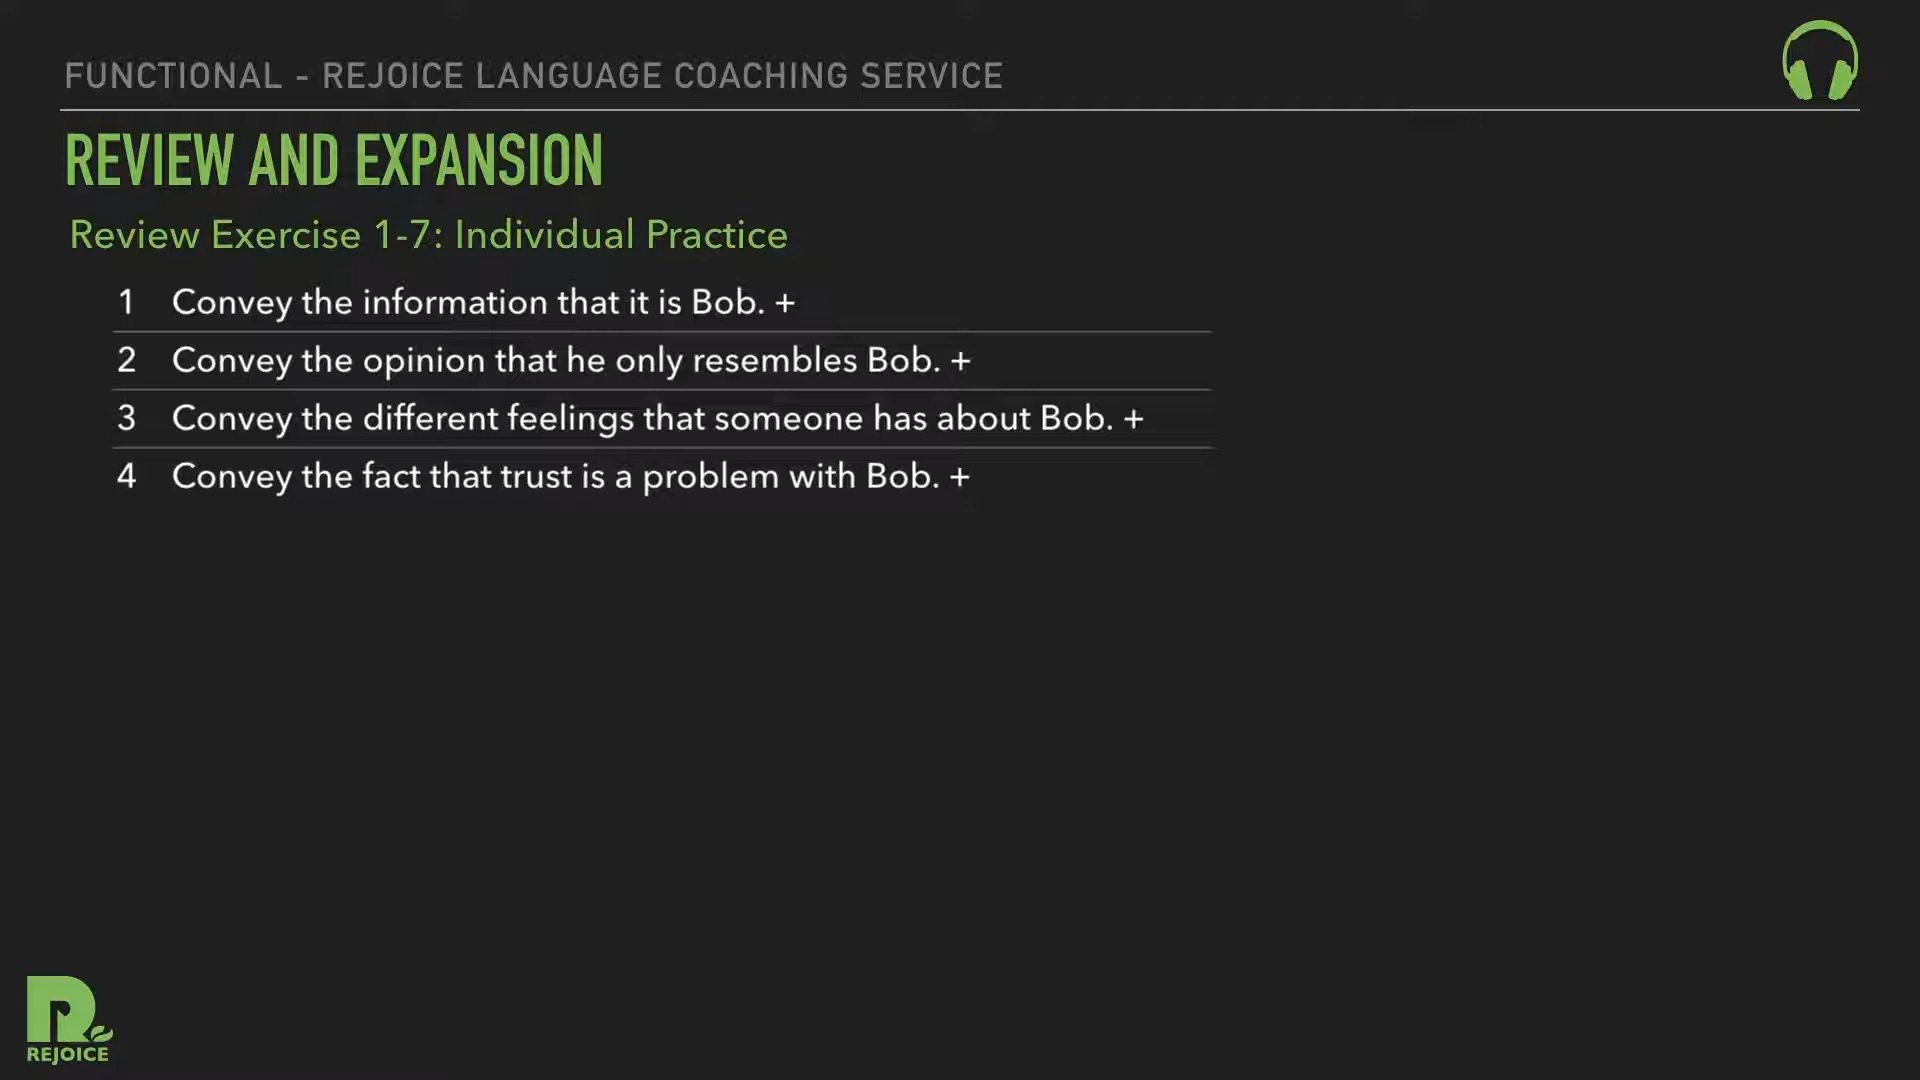 FUNCTIONAL - REJOICE LANGUAGE COACHING SERVICE
REVIEW AND EXPANSION
Review Exercise 1-7: Individual Practice
1 Convey the information that it is Bob. +
2 Convey the opinion that he only resembles Bob. +
3 Convey the different feelings that someone has about Bob. +
4 Convey the fact that trust is a problem with Bob. +
REJOICE